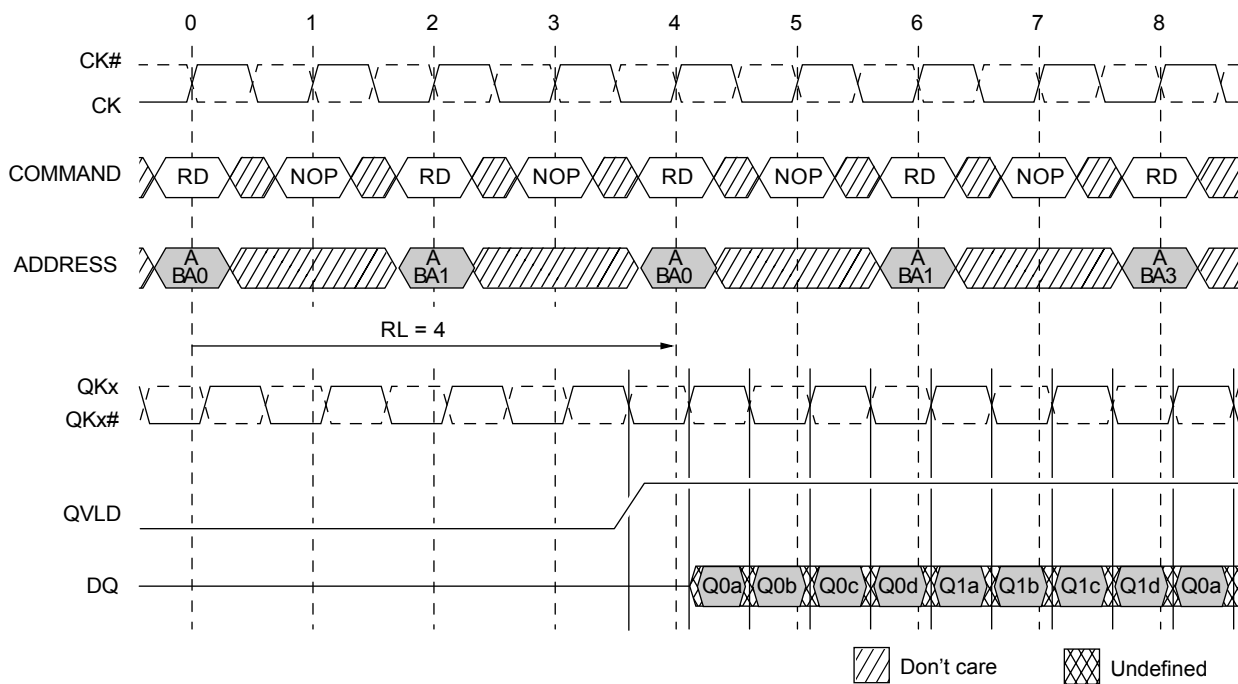 0 1 2 3 4 5 6 7 8
CK#
CK
COMMAND RD NOP RD NOP RD NOP RD NOP RD
ADDRESS A BA0 A BA1 A BA0 A BA1 A BA3
RL = 4
QKx
QKx#
QVLD
DQ Q0a Q0b Q0c Q0d Q1a Q1b Q1c Q1d Q0a
Don't care Undefined